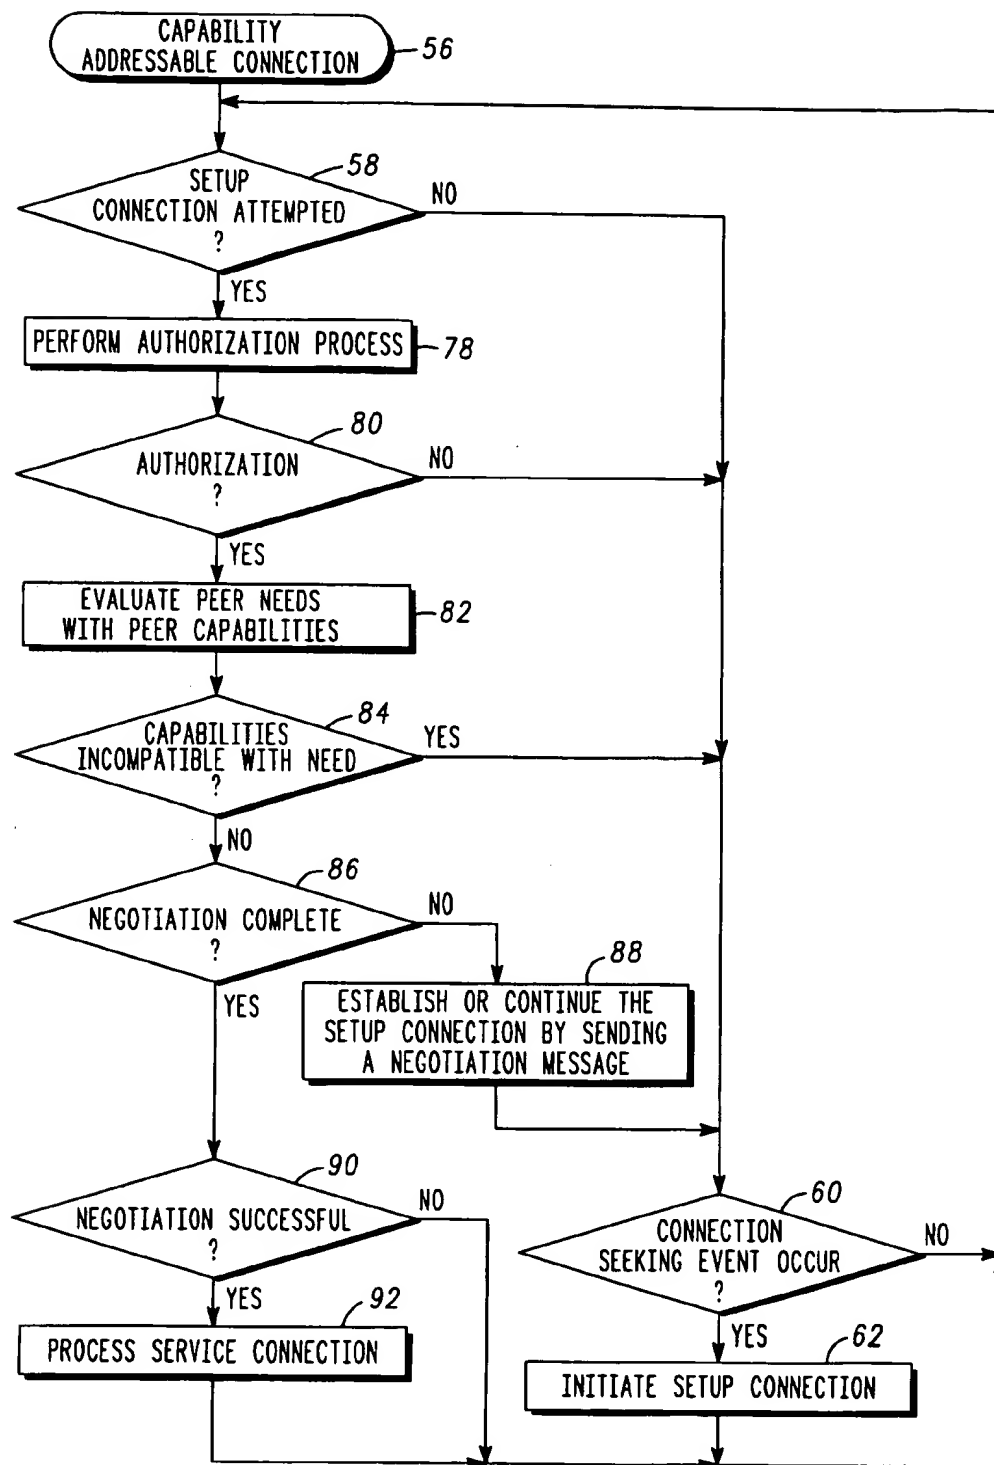 CAPABILITY
ADDRESSABLE CONNECTION
56
SETUP
CONNECTION ATTEMPTED
?
58
NO
YES
PERFORM AUTHORIZATION PROCESS
78
AUTHORIZATION
?
80
NO
YES
EVALUATE PEER NEEDS
WITH PEER CAPABILITIES
82
CAPABILITIES
INCOMPATIBLE WITH NEED
?
84
YES
NO
NEGOTIATION COMPLETE
?
86
NO
YES
ESTABLISH OR CONTINUE THE
SETUP CONNECTION BY SENDING
A NEGOTIATION MESSAGE
88
NEGOTIATION SUCCESSFUL
?
90
NO
YES
PROCESS SERVICE CONNECTION
92
CONNECTION
SEEKING EVENT OCCUR
?
60
NO
YES
INITIATE SETUP CONNECTION
62